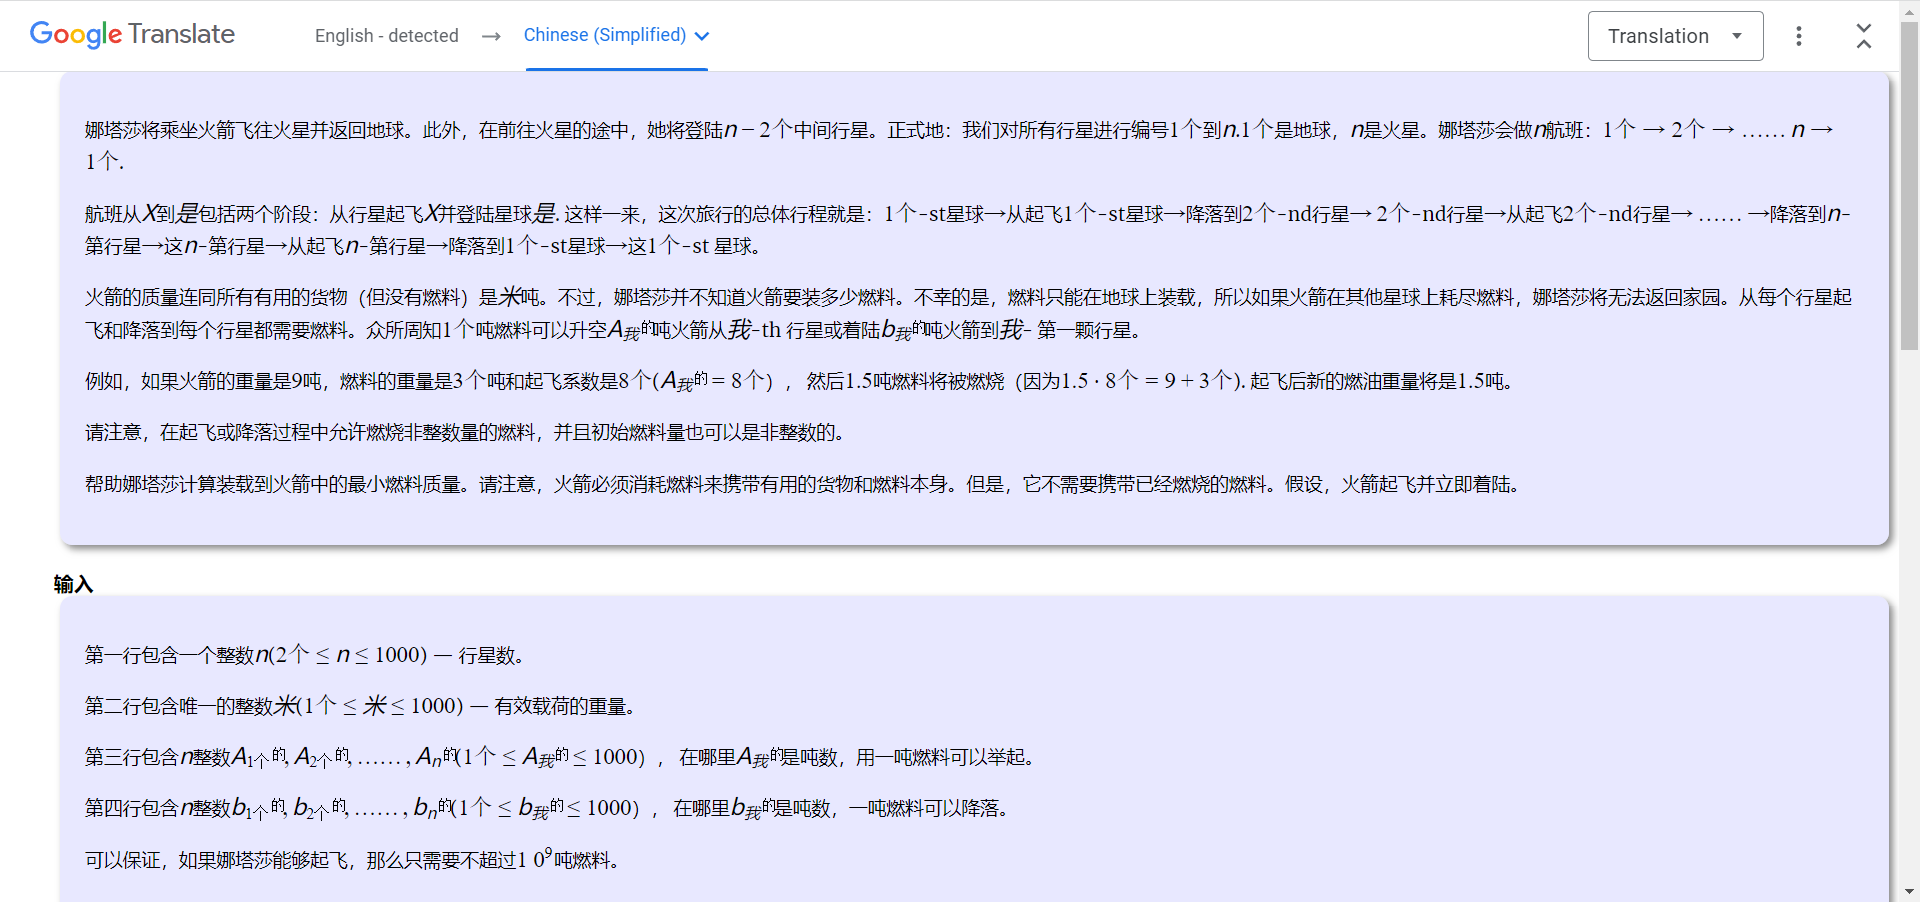 Google Translate
English - detected → Chinese (Simplified)
Translation
娜塔莎将乘坐火箭飞往火星并返回地球。此外，在前往火星的途中，她将登陆n − 2个中间行星。正式地：我们对所有行星进行编号1个到n.1个是地球，n是火星。娜塔莎会做n航班：1个 → 2个 → …… n →
1个.
航班从X到是包括两个阶段：从行星起飞X并登陆星球是. 这样一来，这次旅行的总体行程就是：1个-st星球→从起飞1个-st星球→降落到2个-nd行星→ 2个-nd行星→从起飞2个-nd行星→ …… →降落到n-
第行星→这n-第行星→从起飞n-第行星→降落到1个-st星球→这1个-st 星球。
火箭的质量连同所有有用的货物（但没有燃料）是米吨。不过，娜塔莎并不知道火箭要装多少燃料。不幸的是，燃料只能在地球上装载，所以如果火箭在其他星球上耗尽燃料，娜塔莎将无法返回家园。从每个行星起
飞和降落到每个行星都需要燃料。众所周知1个吨燃料可以升空A我的吨火箭从我-th 行星或着陆b我的吨火箭到我- 第一颗行星。
例如，如果火箭的重量是9吨，燃料的重量是3个吨和起飞系数是8个(A我的 = 8个），然后1.5吨燃料将被燃烧（因为1.5 · 8个 = 9 + 3个). 起飞后新的燃油重量将是1.5吨。
请注意，在起飞或降落过程中允许燃烧非整数量的燃料，并且初始燃料量也可以是非整数的。
帮助娜塔莎计算装载到火箭中的最小燃料质量。请注意，火箭必须消耗燃料来携带有用的货物和燃料本身。但是，它不需要携带已经燃烧的燃料。假设，火箭起飞并立即着陆。
输入
第一行包含一个整数n(2个 ≤ n ≤ 1000) — 行星数。
第二行包含唯一的整数米(1个 ≤ 米 ≤ 1000) — 有效载荷的重量。
第三行包含n整数A1个的, A2个的, …… , An的(1个 ≤ A我的 ≤ 1000），在哪里A我的是吨数，用一吨燃料可以举起。
第四行包含n整数b1个的, b2个的, …… , bn的(1个 ≤ b我的 ≤ 1000），在哪里b我的是吨数，一吨燃料可以降落。
可以保证，如果娜塔莎能够起飞，那么只需要不超过1 0⁹吨燃料。